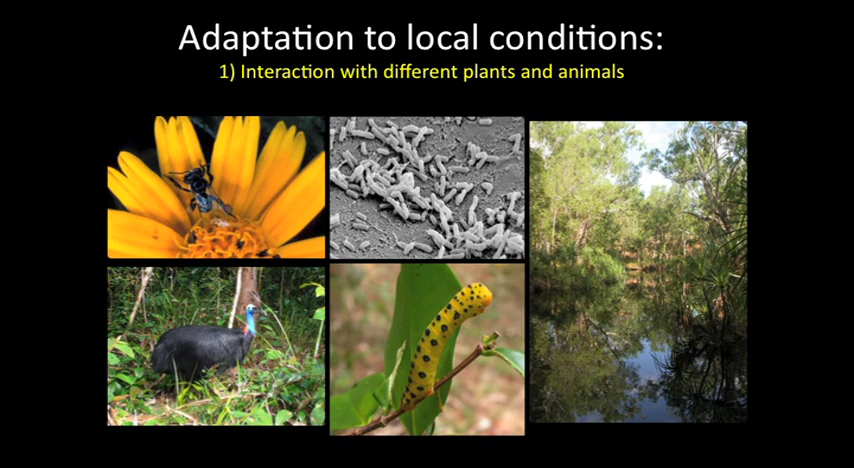 Adaptation to local conditions:
1) Interaction with different plants and animals